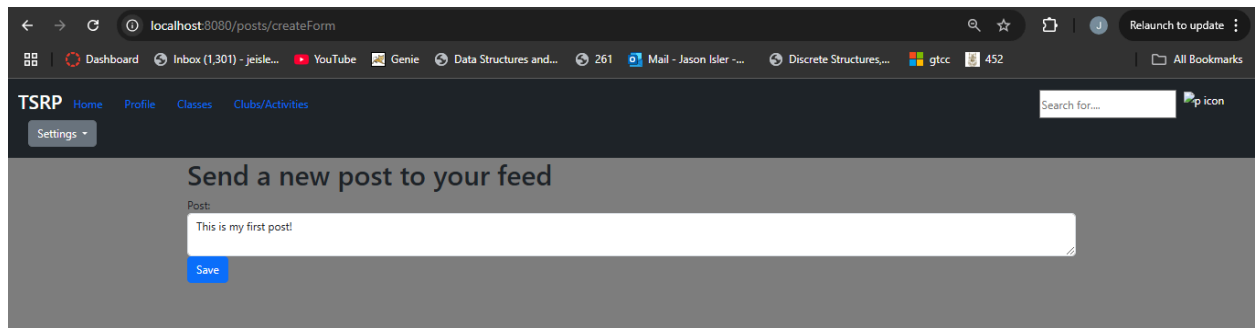 localhost:8080/posts/createForm
J
Relaunch to update
Dashboard Inbox (1,301) - jeisle... YouTube Genie Data Structures and... 261 Mail - Jason Isler -... Discrete Structures,... gtcc 452 All Bookmarks
TSRP Home Profile Classes Clubs/Activities Search for.... p icon
Settings
Send a new post to your feed
Post:
This is my first post!
Save